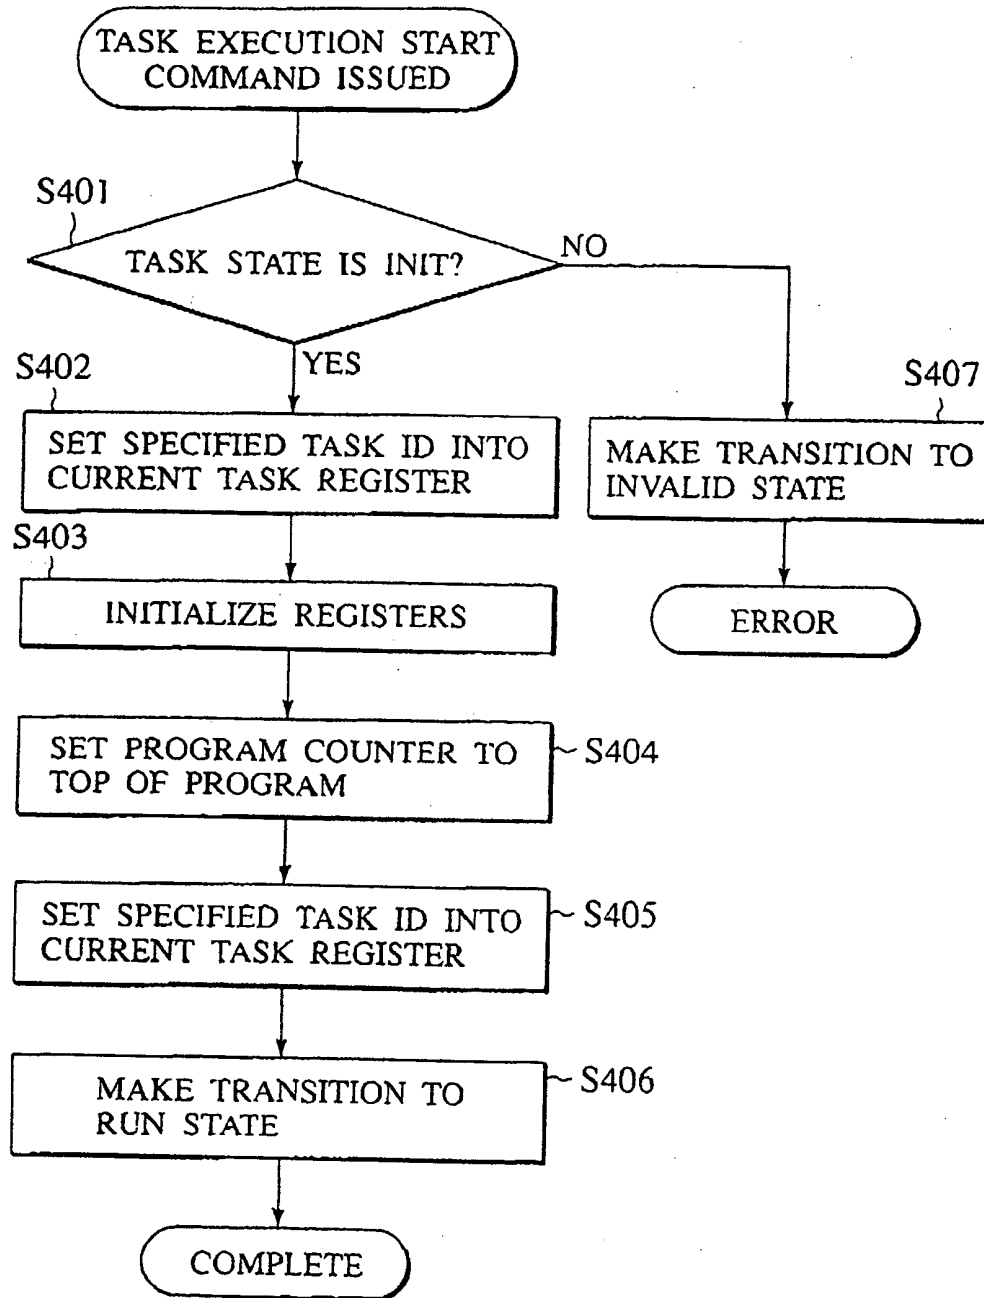 TASK EXECUTION START
COMMAND ISSUED
S401
TASK STATE IS INIT?
NO
YES
S402
SET SPECIFIED TASK ID INTO
CURRENT TASK REGISTER
S407
MAKE TRANSITION TO
INVALID STATE
S403
INITIALIZE REGISTERS
ERROR
SET PROGRAM COUNTER TO
TOP OF PROGRAM
S404
SET SPECIFIED TASK ID INTO
CURRENT TASK REGISTER
S405
MAKE TRANSITION TO
RUN STATE
S406
COMPLETE